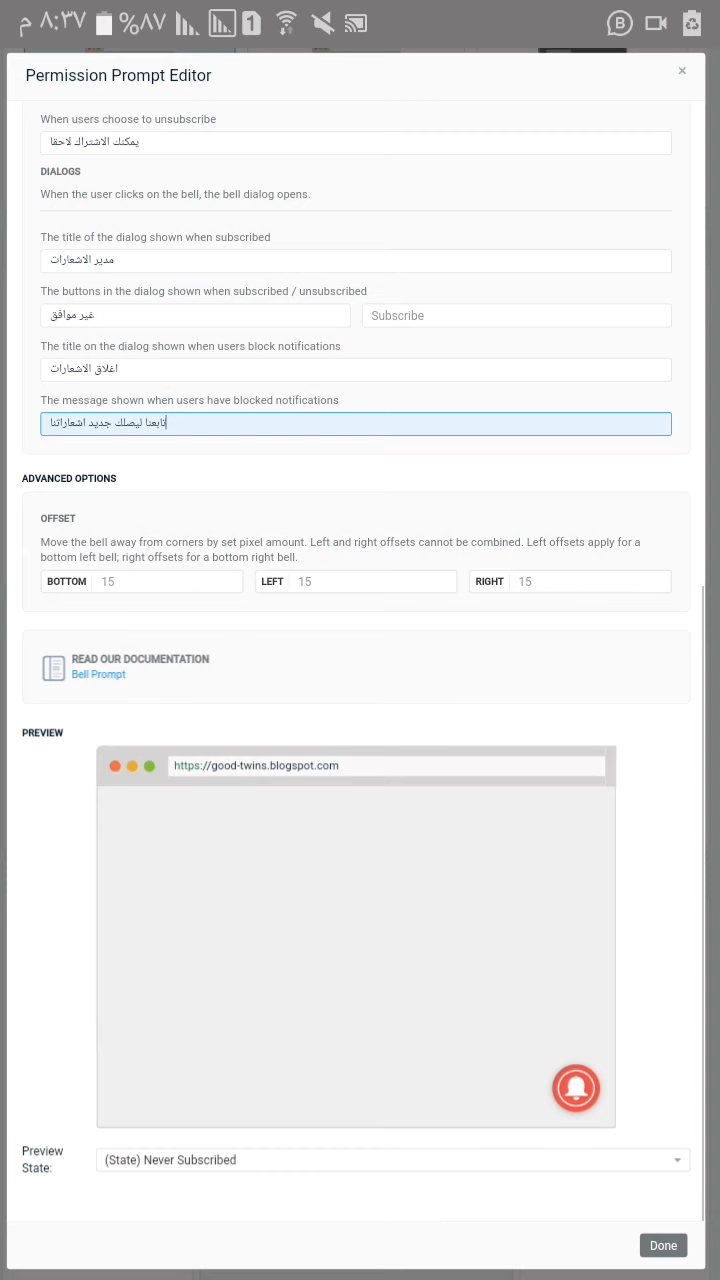 م ٨:٣٧ %٨٧ 1 B
Permission Prompt Editor
×
When users choose to unsubscribe
يمكنك الاشتراك لاحقا
DIALOGS
When the user clicks on the bell, the bell dialog opens.
The title of the dialog shown when subscribed
مدير الاشعارات
The buttons in the dialog shown when subscribed / unsubscribed
غير موافق Subscribe
The title on the dialog shown when users block notifications
اغلاق الاشعارات
The message shown when users have blocked notifications
تابعنا ليصلك جديد اشعاراتنا
ADVANCED OPTIONS
OFFSET
Move the bell away from corners by set pixel amount. Left and right offsets cannot be combined. Left offsets apply for a
bottom left bell; right offsets for a bottom right bell.
BOTTOM 15 LEFT 15 RIGHT 15
READ OUR DOCUMENTATION
Bell Prompt
PREVIEW
https://good-twins.blogspot.com
Preview
State:
(State) Never Subscribed
Done